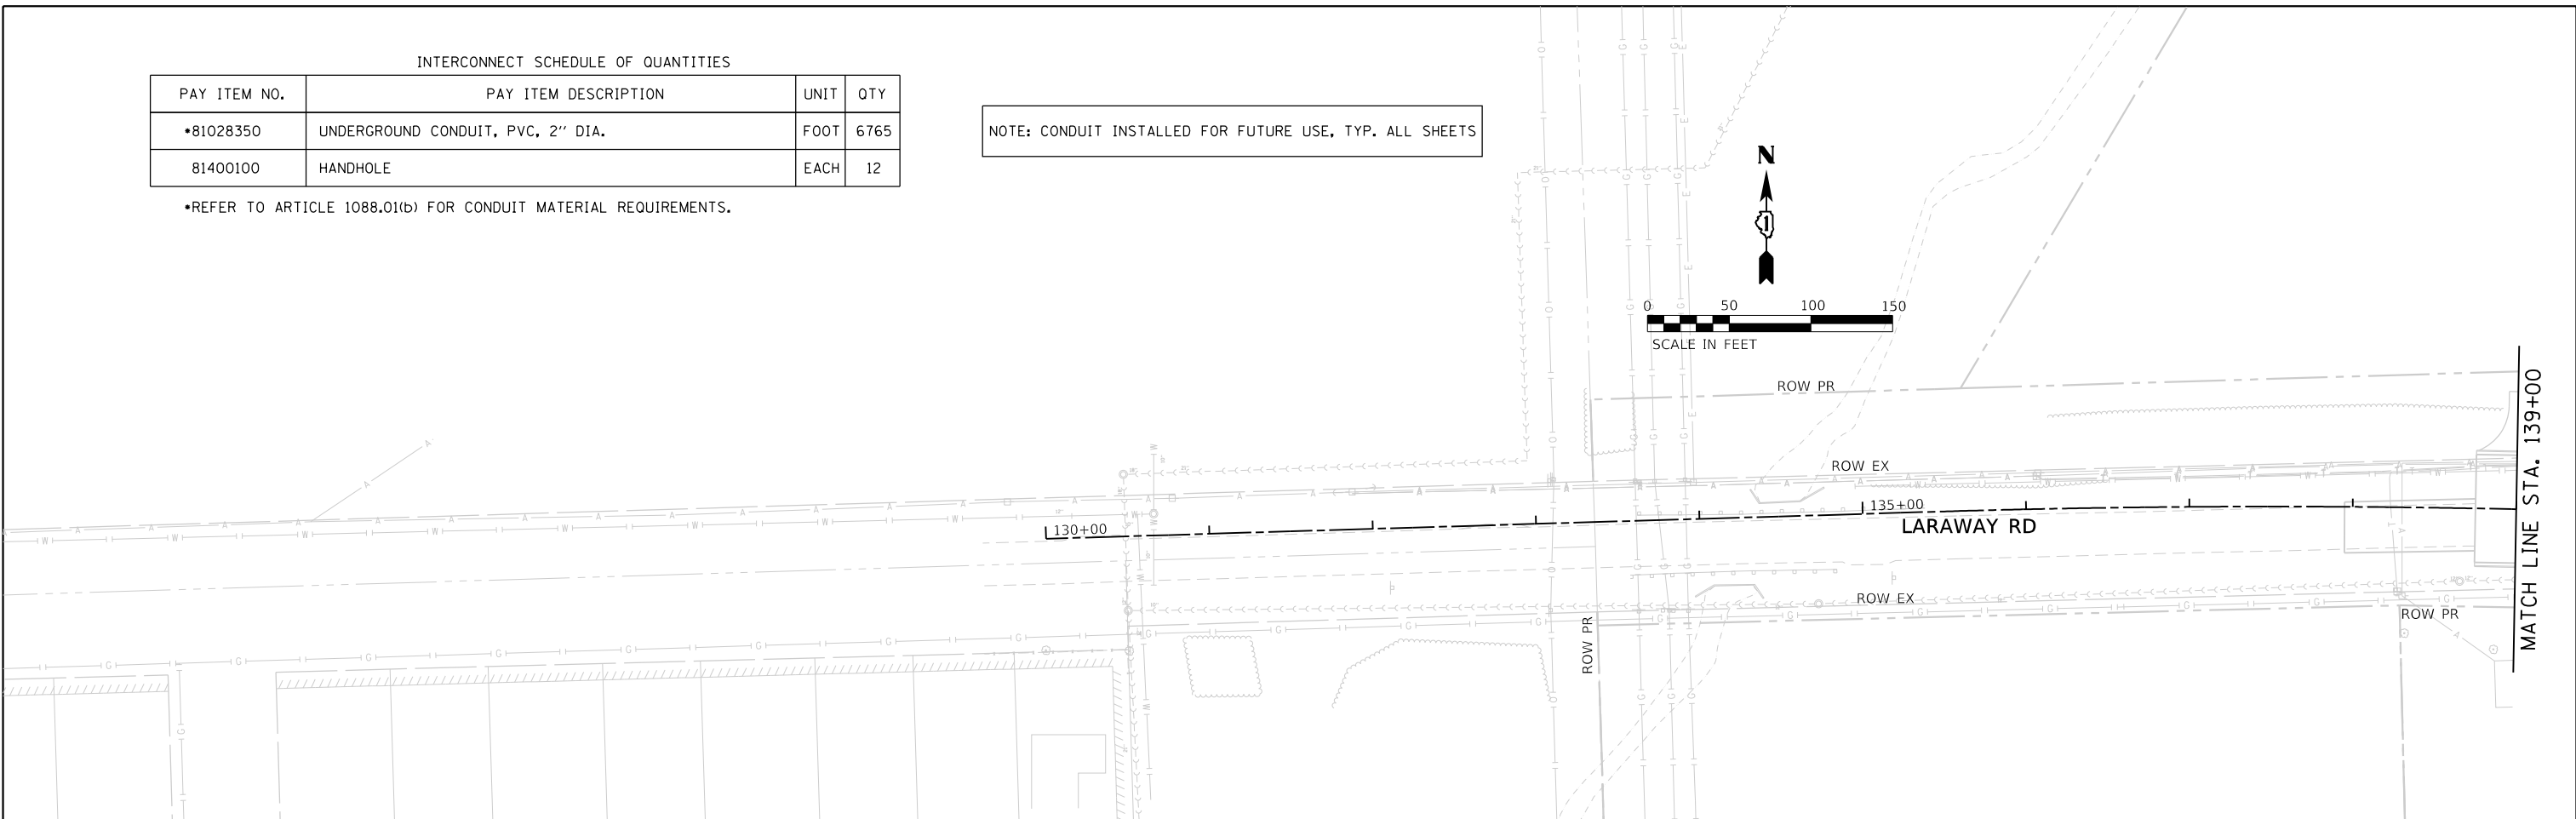 INTERCONNECT SCHEDULE OF QUANTITIES
PAY ITEM NO. PAY ITEM DESCRIPTION UNIT QTY
*81028350 UNDERGROUND CONDUIT, PVC, 2'' DIA. FOOT 6765
81400100 HANDHOLE EACH 12
*REFER TO ARTICLE 1088.01(b) FOR CONDUIT MATERIAL REQUIREMENTS.
NOTE: CONDUIT INSTALLED FOR FUTURE USE, TYP. ALL SHEETS
N
1
0 50 100 150
SCALE IN FEET
ROW PR
ROW EX
130+00
135+00
LARAWAY RD
ROW EX
ROW PR
ROW PR
MATCH LINE STA. 139+00